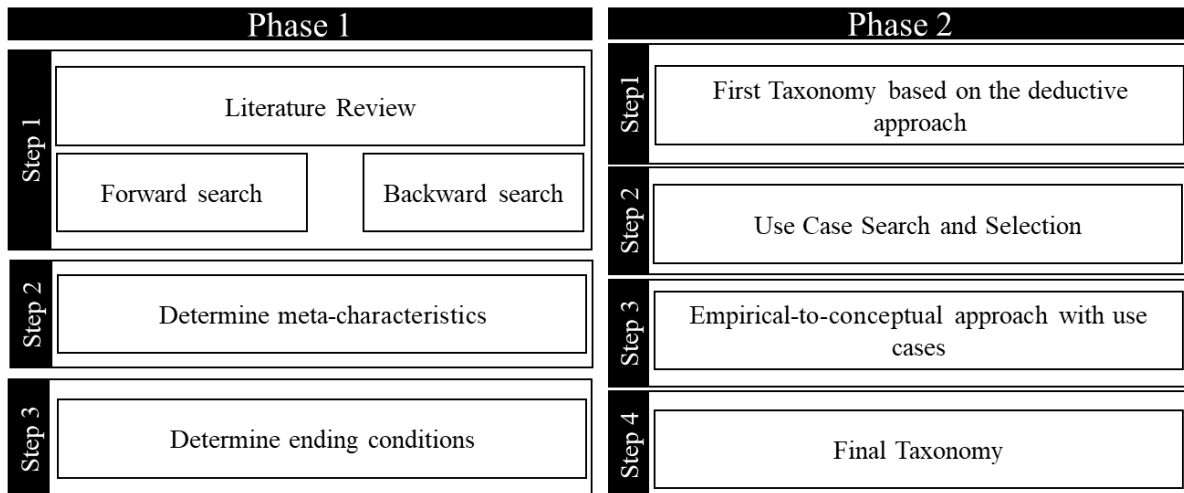 Phase 1
Step 1
Literature Review
Forward search
Backward search
Step 2
Determine meta-characteristics
Step 3
Determine ending conditions
Phase 2
Step1
First Taxonomy based on the deductive
approach
Step 2
Use Case Search and Selection
Step 3
Empirical-to-conceptual approach with use
cases
Step 4
Final Taxonomy